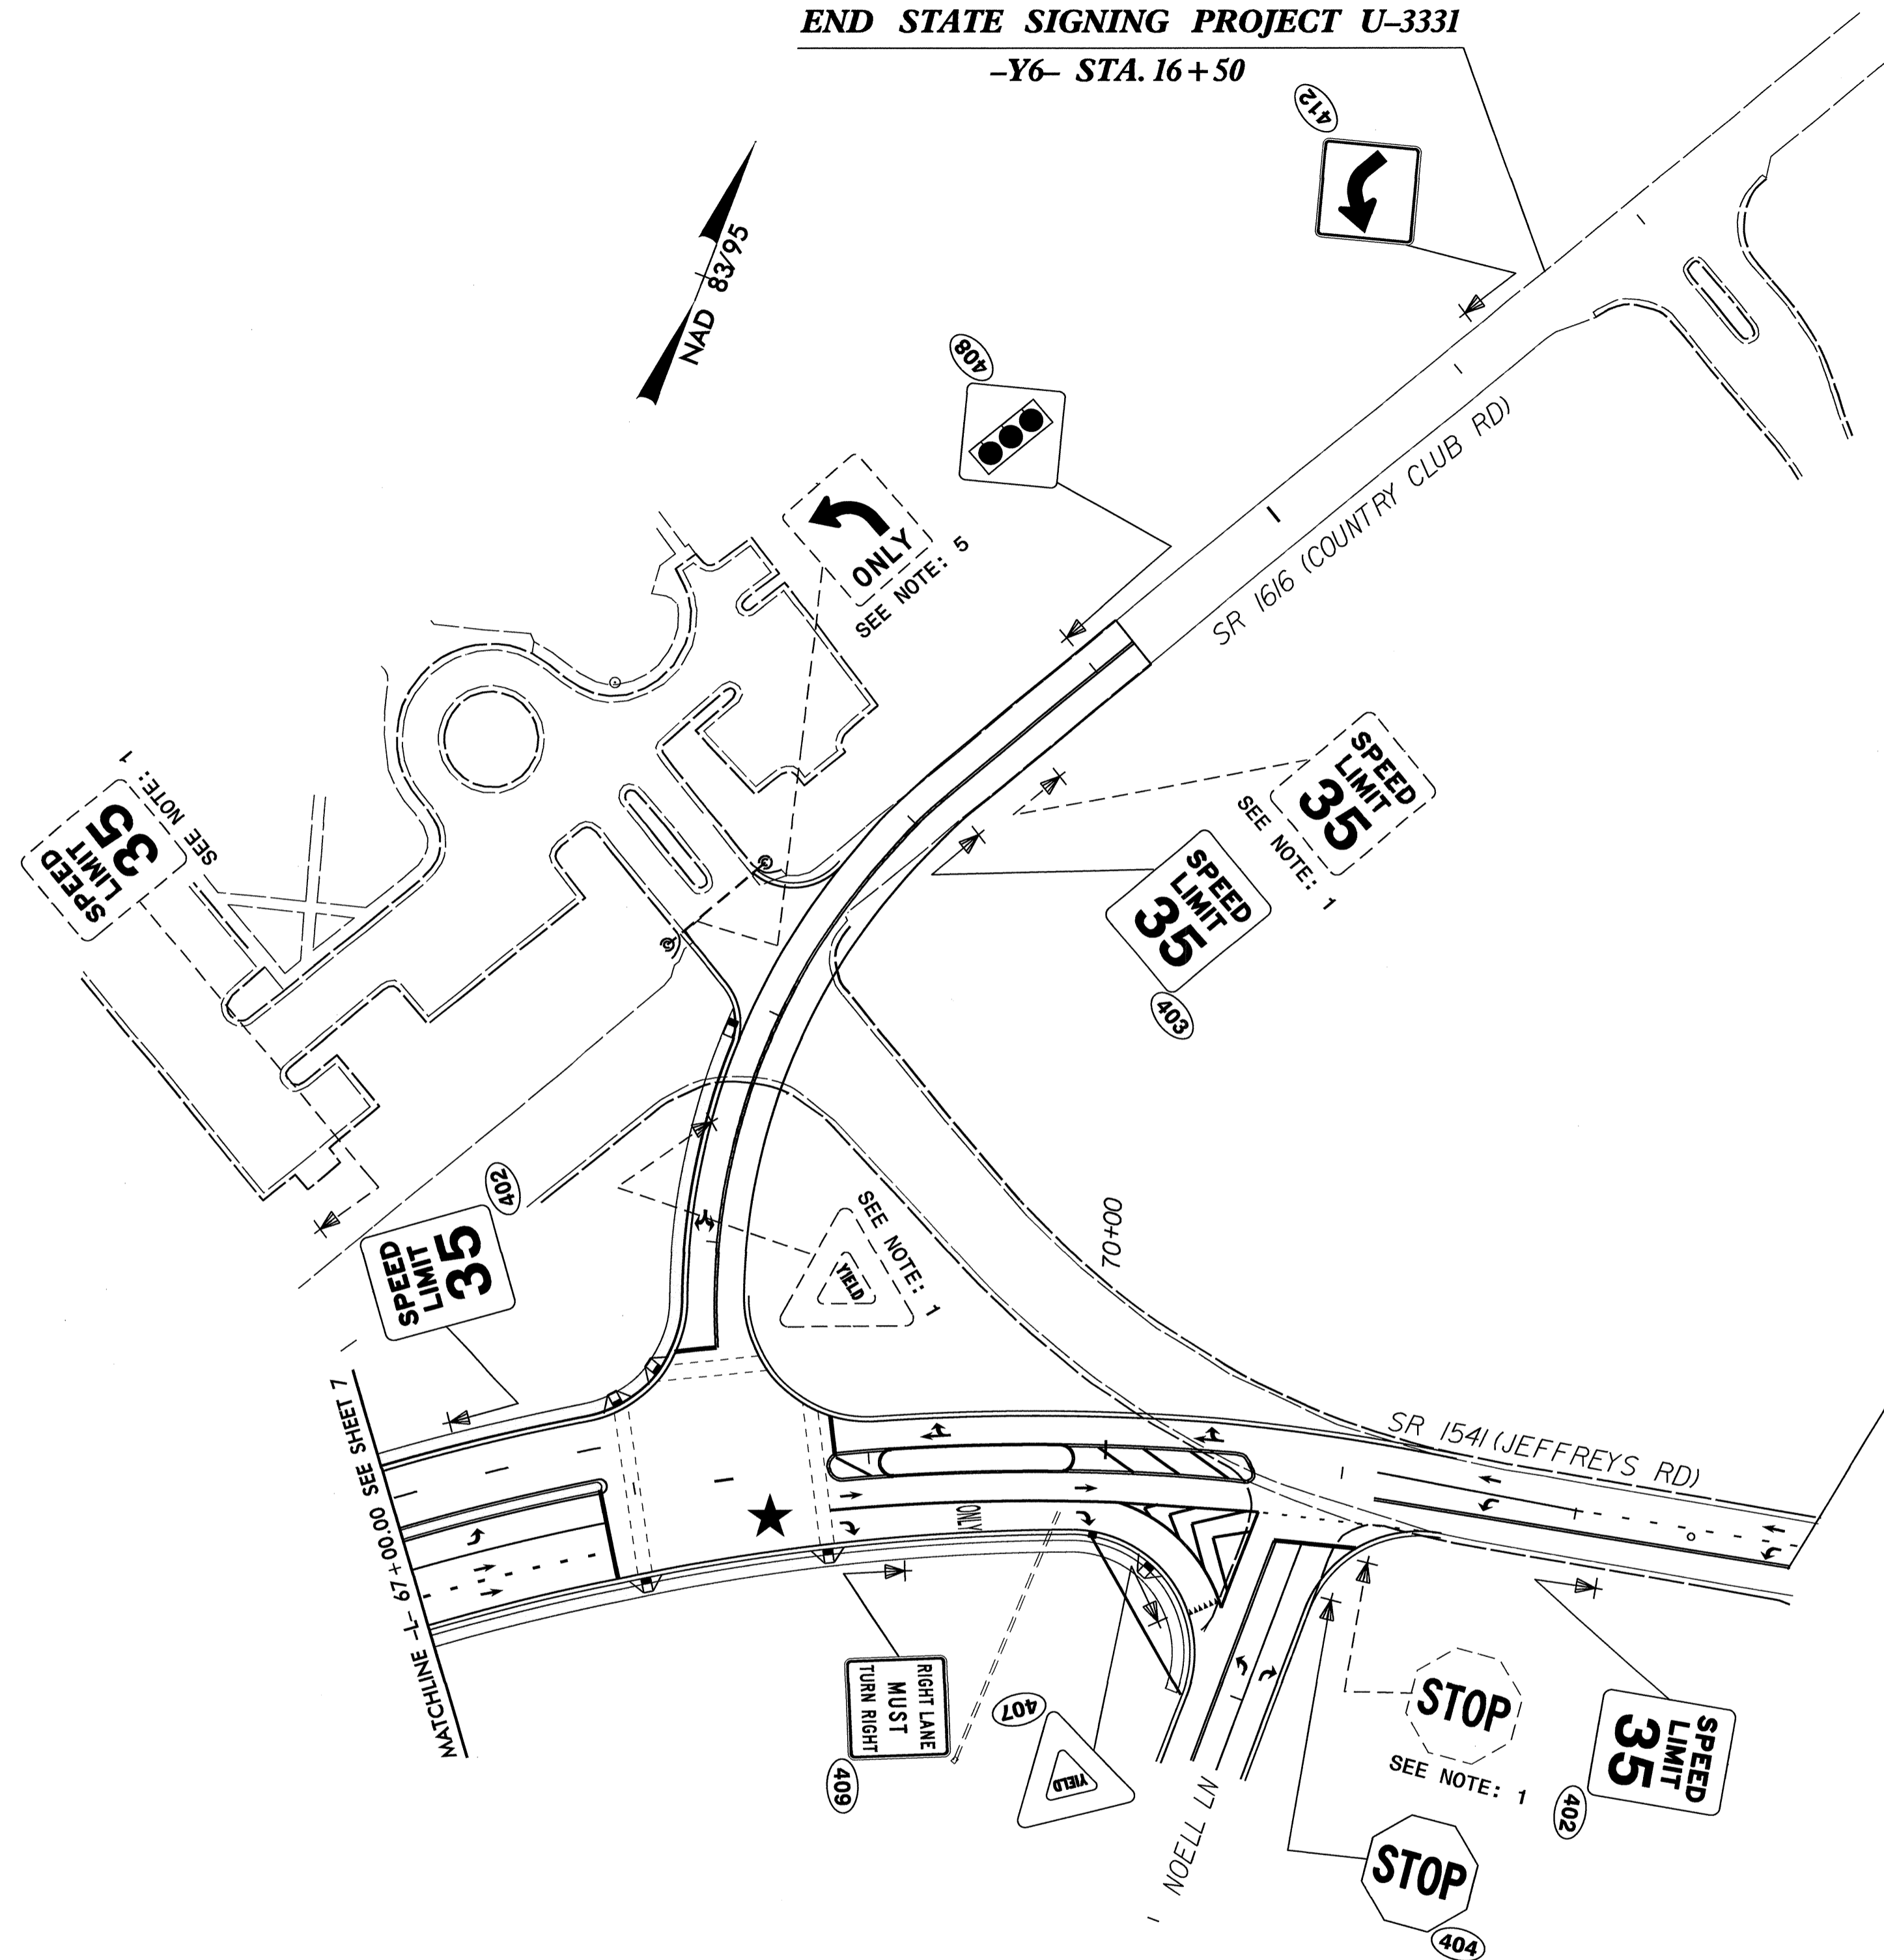 END STATE SIGNING PROJECT U-3331
-Y6- STA. 16+50
412
NAD 83/95
408
ONLY
SEE NOTE: 5
SR 1616 (COUNTRY CLUB RD)
SPEED
LIMIT
35
SEE NOTE: 1
SPEED
LIMIT
35
SEE NOTE: 1
SPEED
LIMIT
35
403
402
SPEED
LIMIT
35
YIELD
SEE NOTE: 1
70+00
MATCHLINE -L- 67+00.00 SEE SHEET 7
SR 1541 (JEFFREYS RD)
ONLY
RIGHT LANE
MUST
TURN RIGHT
409
407
YIELD
NOELL LN
STOP
SEE NOTE: 1
SPEED
LIMIT
35
402
STOP
404